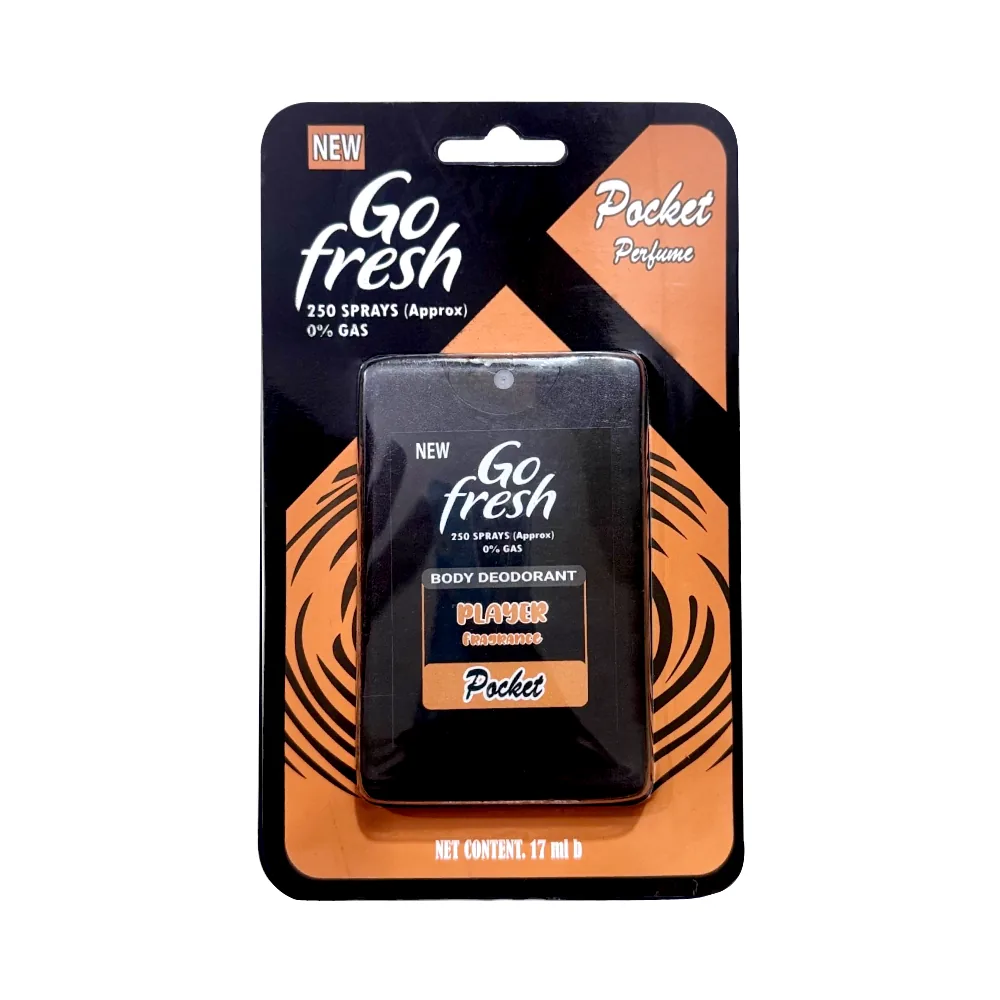 NEW
Go
fresh
250 SPRAYS (Approx)
0% GAS
Pocket
Perfume
NEW
Go
fresh
250 SPRAYS (Approx)
0% GAS
BODY DEODORANT
PLAYER
fragrance
Pocket
NET CONTENT. 17 ml b